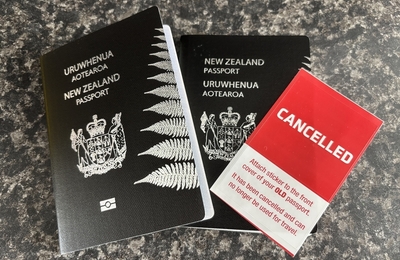 URUWHENUA
AOTEAROA
NEW ZEALAND
PASSPORT
NEW ZEALAND
PASSPORT
URUWHENUA
AOTEAROA
CANCELLED
Attach sticker to the front
cover of your OLD passport.
It has been cancelled and can
no longer be used for travel.